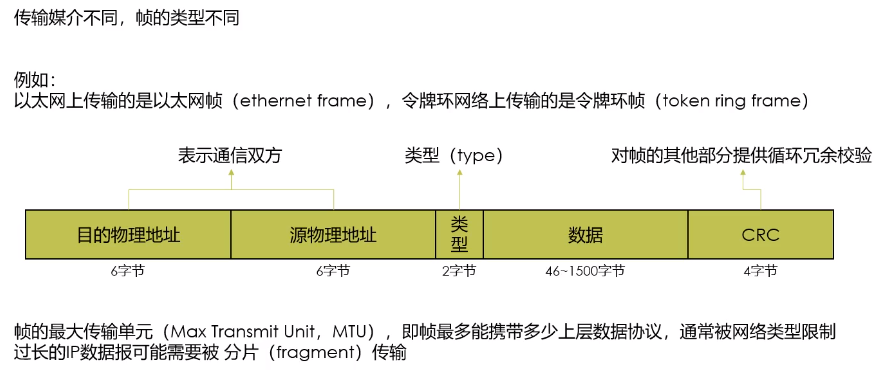 传输媒介不同，帧的类型不同
例如：
以太网上传输的是以太网帧（ethernet frame），令牌环网络上传输的是令牌环帧（token ring frame）
表示通信双方 类型（type） 对帧的其他部分提供循环冗余校验
目的物理地址 源物理地址 类型 数据 CRC
6字节 6字节 2字节 46~1500字节 4字节
帧的最大传输单元（Max Transmit Unit，MTU），即帧最多能携带多少上层数据协议，通常被网络类型限制
过长的IP数据报可能需要被 分片（fragment）传输